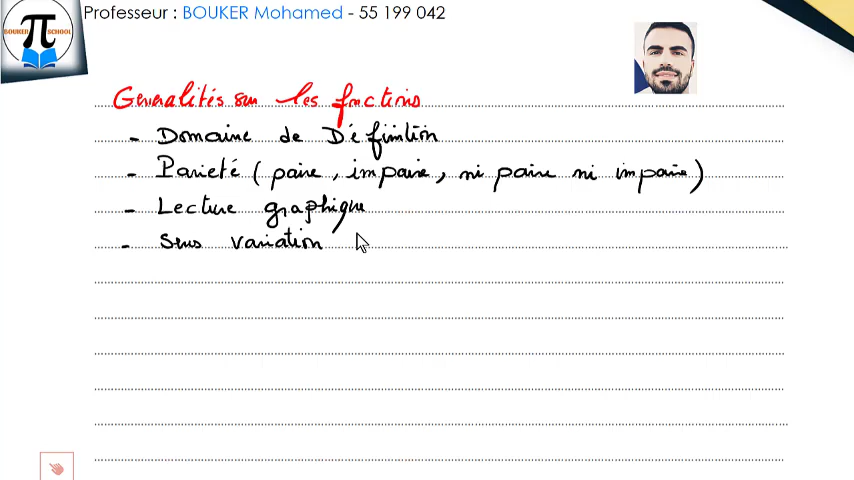 Professeur : BOUKER Mohamed - 55 199 042
BOUKER π SCHOOL
Generalités sur les fonctions
- Domaine de Définition
- Parieté (paire, impaire, ni paire ni impaire)
- Lecture graphique
- Sens variation